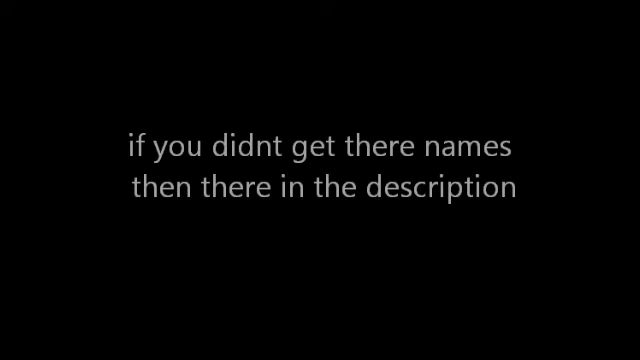 if you didnt get there names
then there in the description